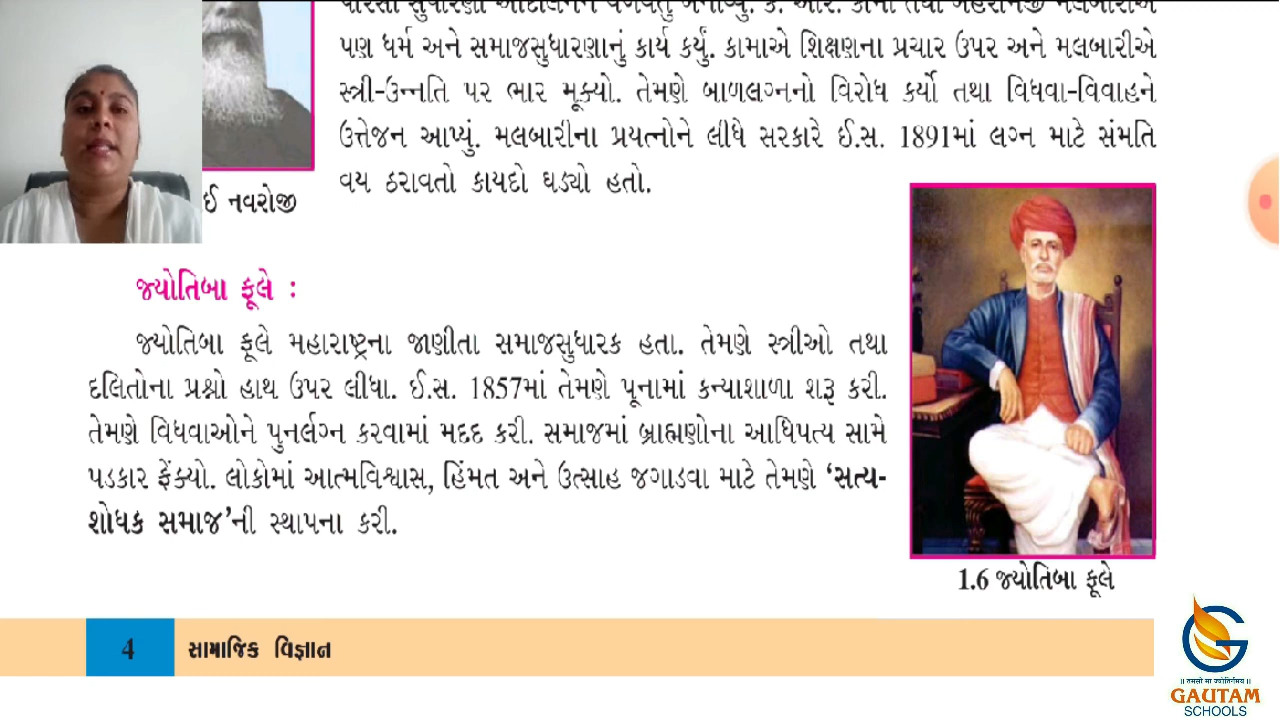 પણ ધર્મ અને સમાજસુધારણાનું કાર્ય કર્યું. કામાએ શિક્ષણના પ્રચાર ઉપર અને મલબારીએ
સ્ત્રી-ઉન્નતિ પર ભાર મૂક્યો. તેમણે બાળલગ્નનો વિરોધ કર્યો તથા વિધવા-વિવાહને
ઉત્તેજન આપ્યું. મલબારીના પ્રયત્નોને લીધે સરકારે ઈ.સ. 1891માં લગ્ન માટે સંમતિ
વય ઠરાવતો કાયદો ઘડ્યો હતો.
ઈ નવરોજી
જ્યોતિબા ફૂલે :
જ્યોતિબા ફૂલે મહારાષ્ટ્રના જાણીતા સમાજસુધારક હતા. તેમણે સ્ત્રીઓ તથા
દલિતોના પ્રશ્નો હાથ ઉપર લીધા. ઈ.સ. 1857માં તેમણે પૂનામાં કન્યાશાળા શરૂ કરી.
તેમણે વિધવાઓને પુનર્લગ્ન કરવામાં મદદ કરી. સમાજમાં બ્રાહ્મણોના આધિપત્ય સામે
પડકાર ફેંક્યો. લોકોમાં આત્મવિશ્વાસ, હિંમત અને ઉત્સાહ જગાડવા માટે તેમણે ‘સત્ય-
શોધક સમાજ’ની સ્થાપના કરી.
1.6 જ્યોતિબા ફૂલે
4 સામાજિક વિજ્ઞાન
॥ તમસો મા જ્યોતિર્ગમય ॥
GAUTAM
SCHOOLS